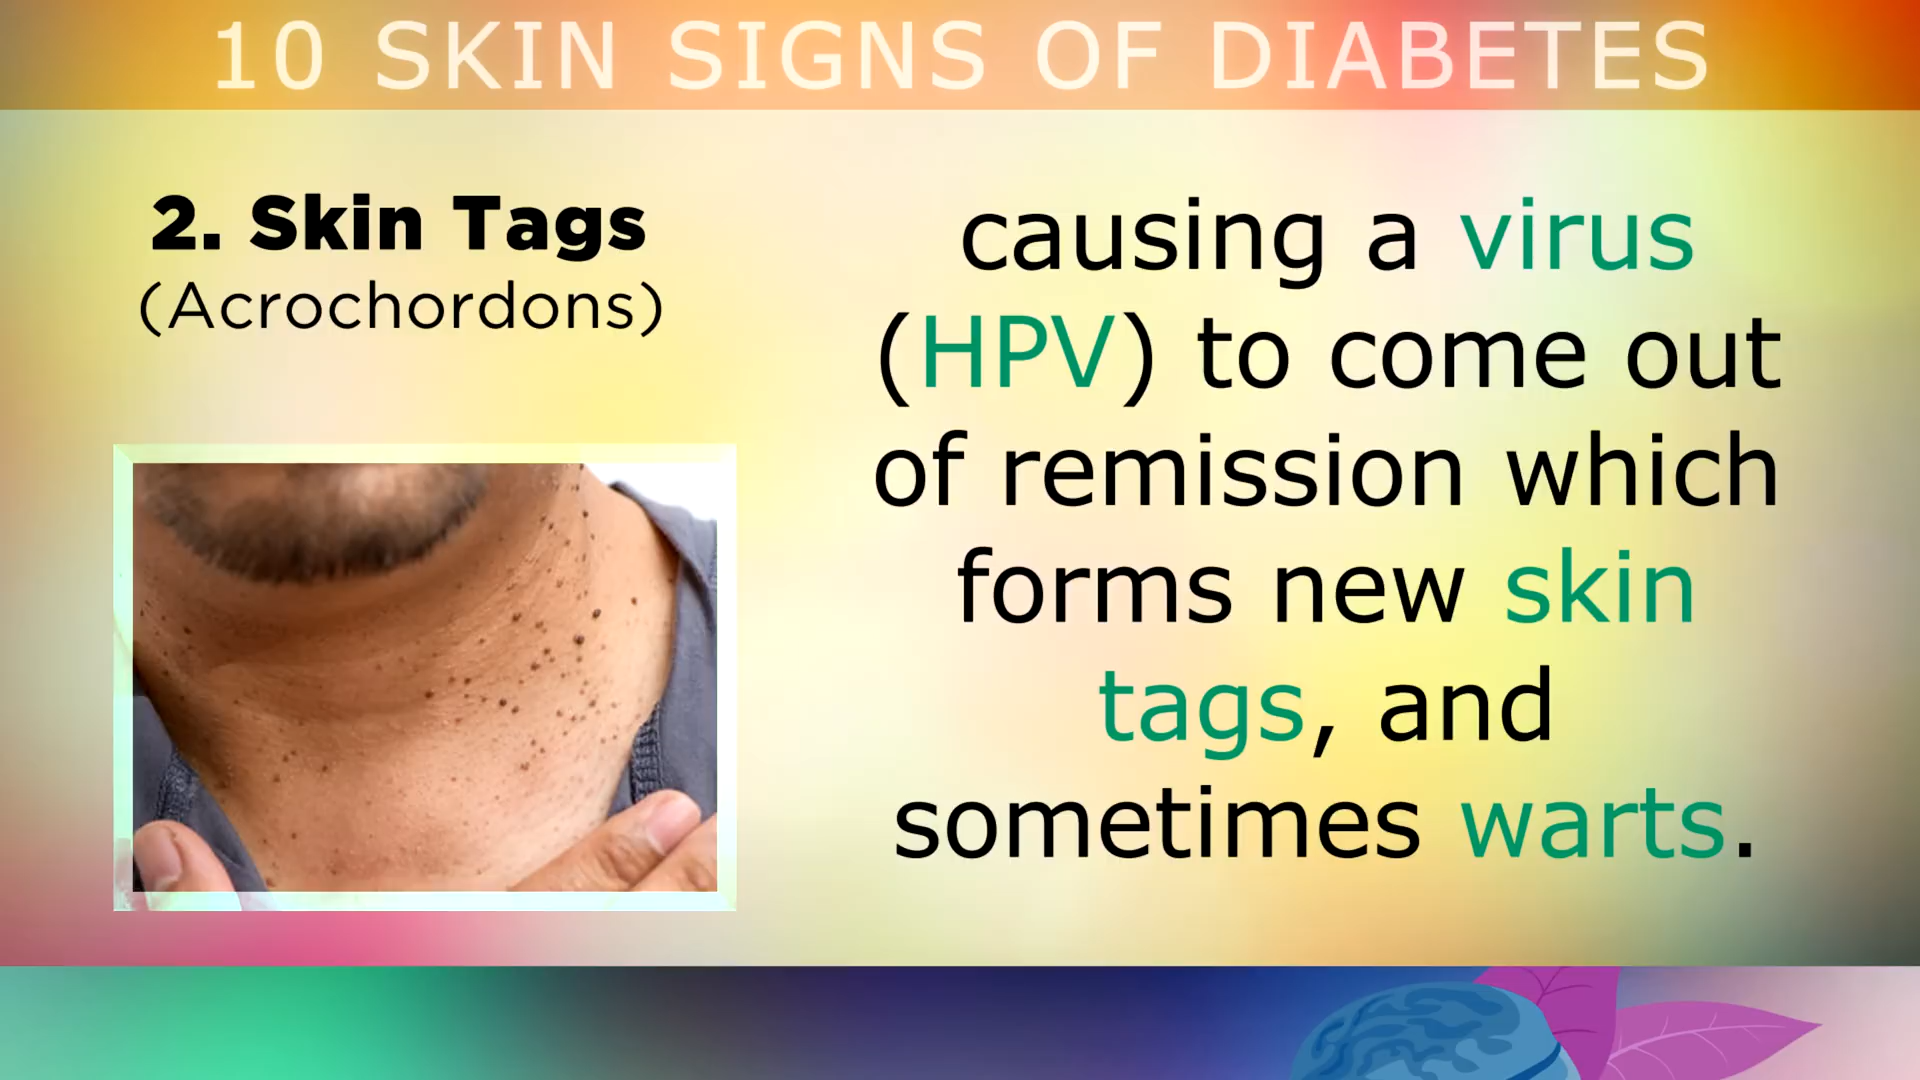 10 SKIN SIGNS OF DIABETES
2. Skin Tags
(Acrochordons)
causing a virus
(HPV) to come out
of remission which
forms new skin
tags, and
sometimes warts.